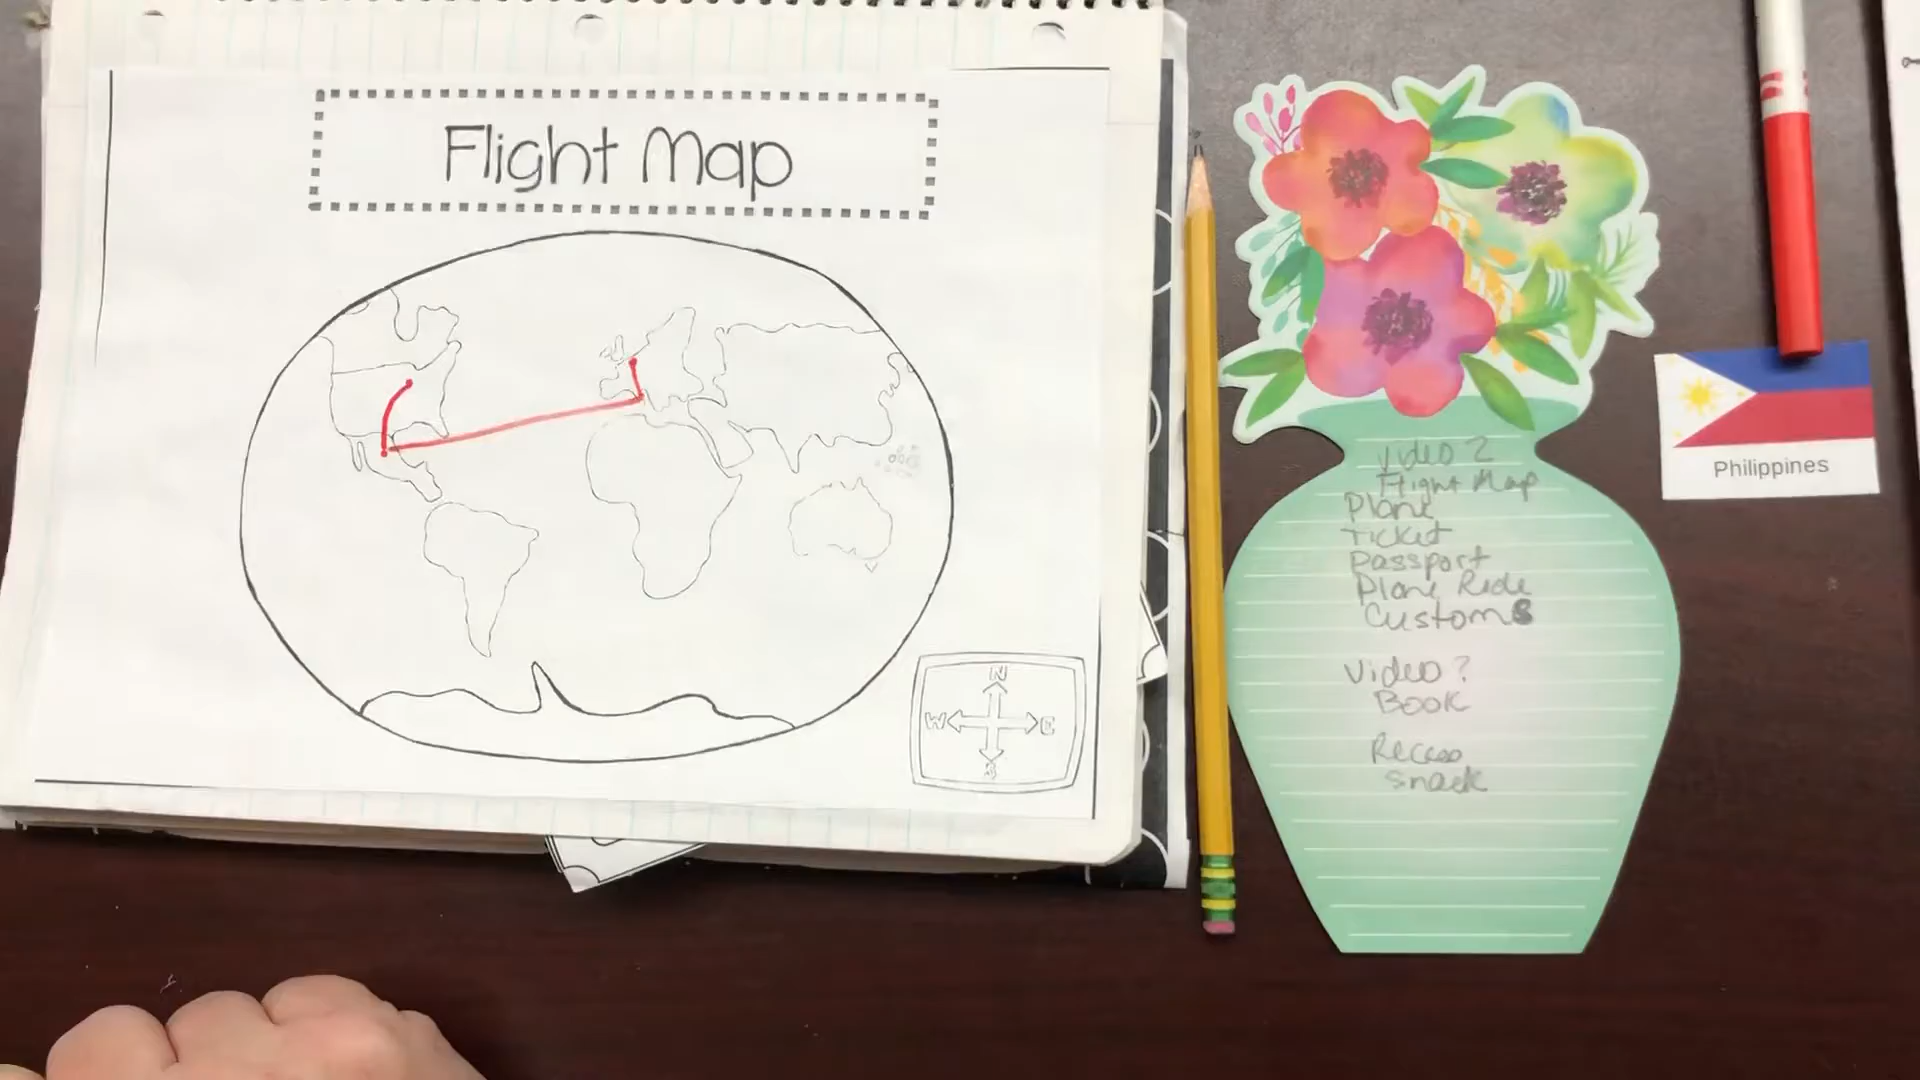 Flight Map
N
W E
S
Video 2
Flight Map
Plane
Ticket
Passport
Plane Ride
Customs
Video?
Book
Recess
snack
Philippines